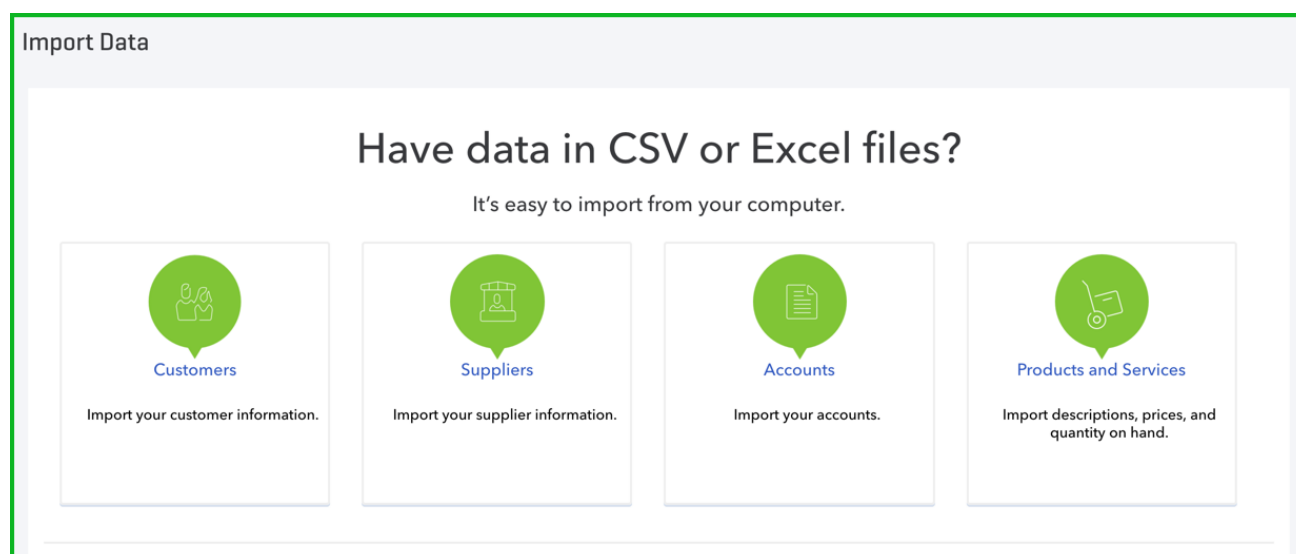 Import Data
Have data in CSV or Excel files?
It's easy to import from your computer.
Customers
Import your customer information.
Suppliers
Import your supplier information.
Accounts
Import your accounts.
Products and Services
Import descriptions, prices, and
quantity on hand.